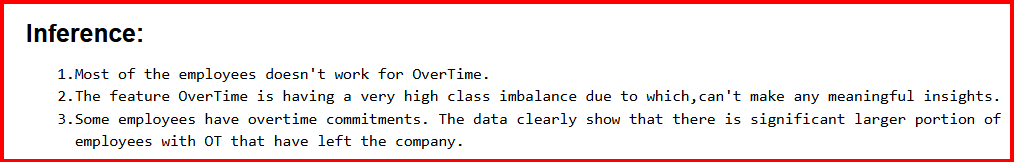 Inference:
1.Most of the employees doesn't work for OverTime.
2.The feature OverTime is having a very high class imbalance due to which,can't make any meaningful insights.
3.Some employees have overtime commitments. The data clearly show that there is significant larger portion of
employees with OT that have left the company.